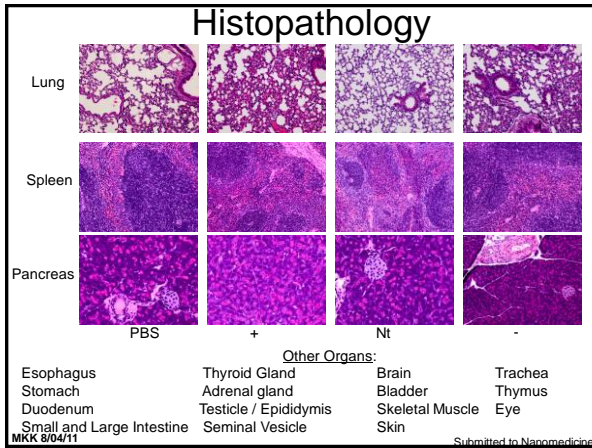 Histopathology
Lung
Spleen
Pancreas
PBS + Nt -
Other Organs:
Esophagus Thyroid Gland Brain Trachea
Stomach Adrenal gland Bladder Thymus
Duodenum Testicle / Epididymis Skeletal Muscle Eye
Small and Large Intestine Seminal Vesicle Skin
MKK 8/04/11 Submitted to Nanomedicine